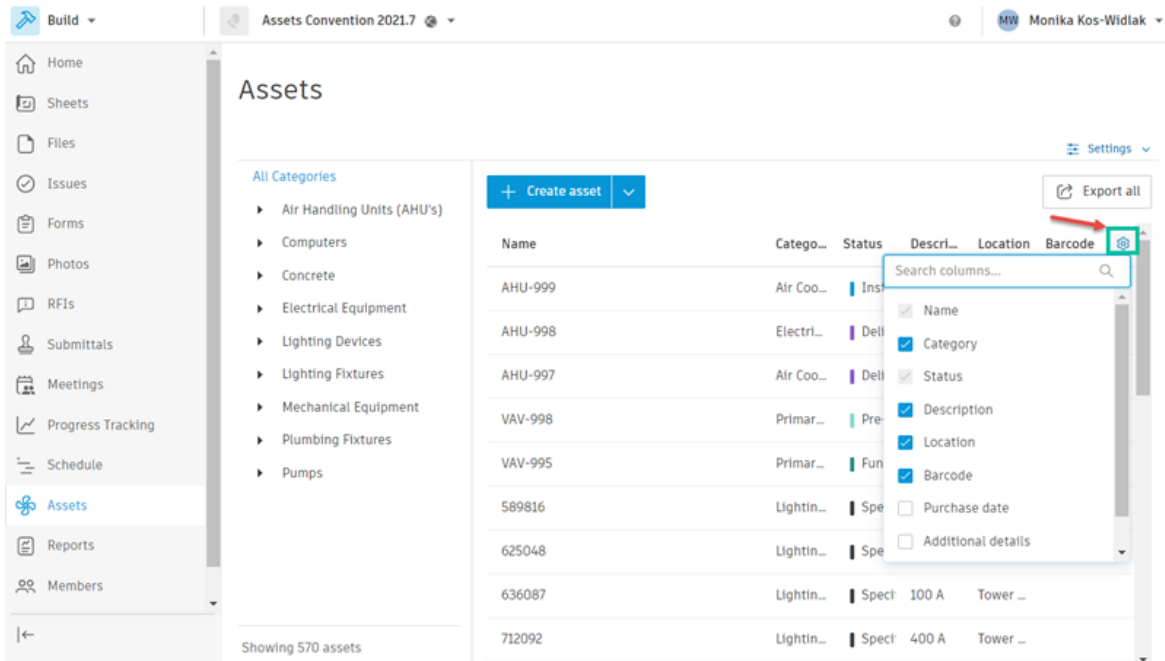 Build
Assets Convention 2021.7
MW Monika Kos-Widlak
Home
Sheets
Files
Issues
Forms
Photos
RFIs
Submittals
Meetings
Progress Tracking
Schedule
Assets
Reports
Members
Assets
Settings
All Categories
Air Handling Units (AHU's)
Computers
Concrete
Electrical Equipment
Lighting Devices
Lighting Fixtures
Mechanical Equipment
Plumbing Fixtures
Pumps
Showing 570 assets
+ Create asset
Export all
Name Catego... Status Descri... Location Barcode
AHU-999 Air Coo... Inst
AHU-998 Electri... Deli
AHU-997 Air Coo... Deli
VAV-998 Primar... Pre-
VAV-995 Primar... Fun
589816 Lightin... Spe
625048 Lightin... Spe
636087 Lightin... Speci 100 A Tower ...
712092 Lightin... Speci 400 A Tower ...
Search columns...
Name
Category
Status
Description
Location
Barcode
Purchase date
Additional details